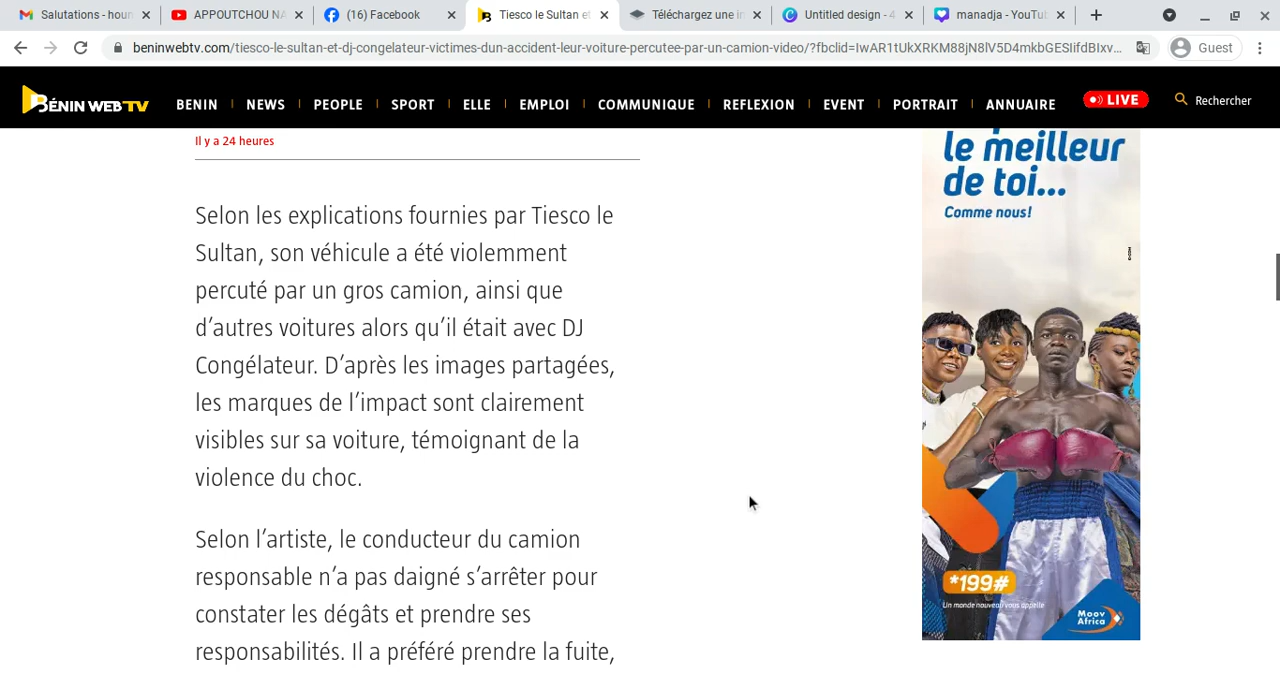 Salutations - houn
APPOUTCHOU NA
(16) Facebook
Tiesco le Sultan et
Téléchargez une in
Untitled design - 4
manadja - YouTub
beninwebtv.com/tiesco-le-sultan-et-dj-congelateur-victimes-dun-accident-leur-voiture-percutee-par-un-camion-video/?fbclid=IwAR1tUkXRKM88jN8lV5D4mkbGESIifdBIxv...
Guest
BÉNIN WEB TV
BENIN
NEWS
PEOPLE
SPORT
ELLE
EMPLOI
COMMUNIQUE
REFLEXION
EVENT
PORTRAIT
ANNUAIRE
LIVE
Rechercher
Il y a 24 heures
Selon les explications fournies par Tiesco le
Sultan, son véhicule a été violemment
percuté par un gros camion, ainsi que
d’autres voitures alors qu’il était avec DJ
Congélateur. D’après les images partagées,
les marques de l’impact sont clairement
visibles sur sa voiture, témoignant de la
violence du choc.
Selon l’artiste, le conducteur du camion
responsable n’a pas daigné s’arrêter pour
constater les dégâts et prendre ses
responsabilités. Il a préféré prendre la fuite,
le meilleur
de toi...
Comme nous!
*199#
Un monde nouveau vous appelle
Moov
Africa